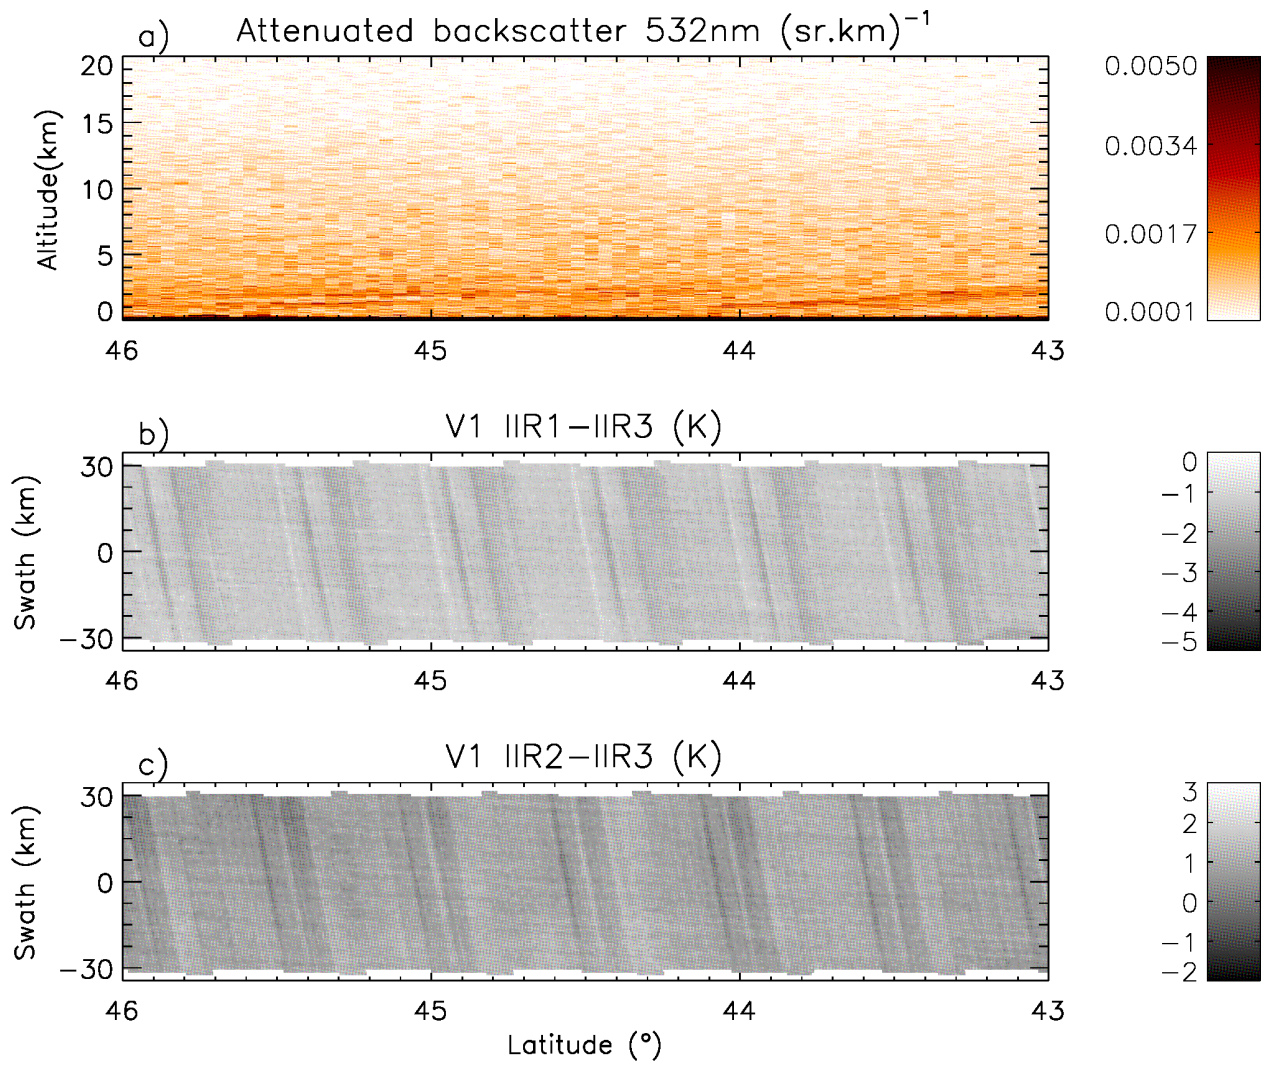 a) Attenuated backscatter 532nm (sr.km)⁻¹
20
15
10
5
0
Altitude(km)
46 45 44 43
0.0050
0.0034
0.0017
0.0001
b) V1 IIR1−IIR3 (K)
30
0
−30
Swath (km)
46 45 44 43
0
−1
−2
−3
−4
−5
c) V1 IIR2−IIR3 (K)
30
0
−30
Swath (km)
46 45 44 43
Latitude (°)
3
2
1
0
−1
−2